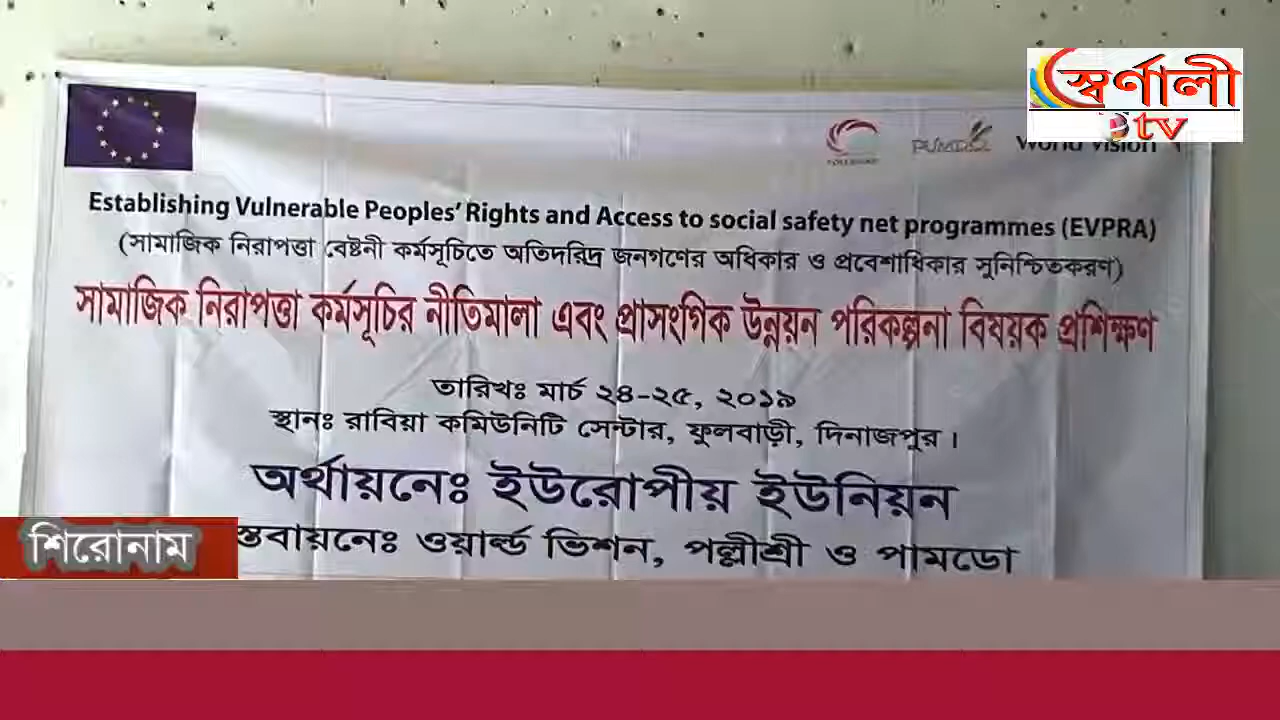 স্বর্ণালী
tv
World Vision
Establishing Vulnerable Peoples' Rights and Access to social safety net programmes (EVPRA)
(সামাজিক নিরাপত্তা বেষ্টনী কর্মসূচিতে অতিদরিদ্র জনগণের অধিকার ও প্রবেশাধিকার সুনিশ্চিতকরণ)
সামাজিক নিরাপত্তা কর্মসূচির নীতিমালা এবং প্রাসংগিক উন্নয়ন পরিকল্পনা বিষয়ক প্রশিক্ষণ
তারিখঃ মার্চ ২৪-২৫, ২০১৯
স্থানঃ রাবিয়া কমিউনিটি সেন্টার, ফুলবাড়ী, দিনাজপুর।
অর্থায়নেঃ ইউরোপীয় ইউনিয়ন
শিরোনাম
স্তবায়নেঃ ওয়ার্ল্ড ভিশন, পল্লীশ্রী ও পামডো